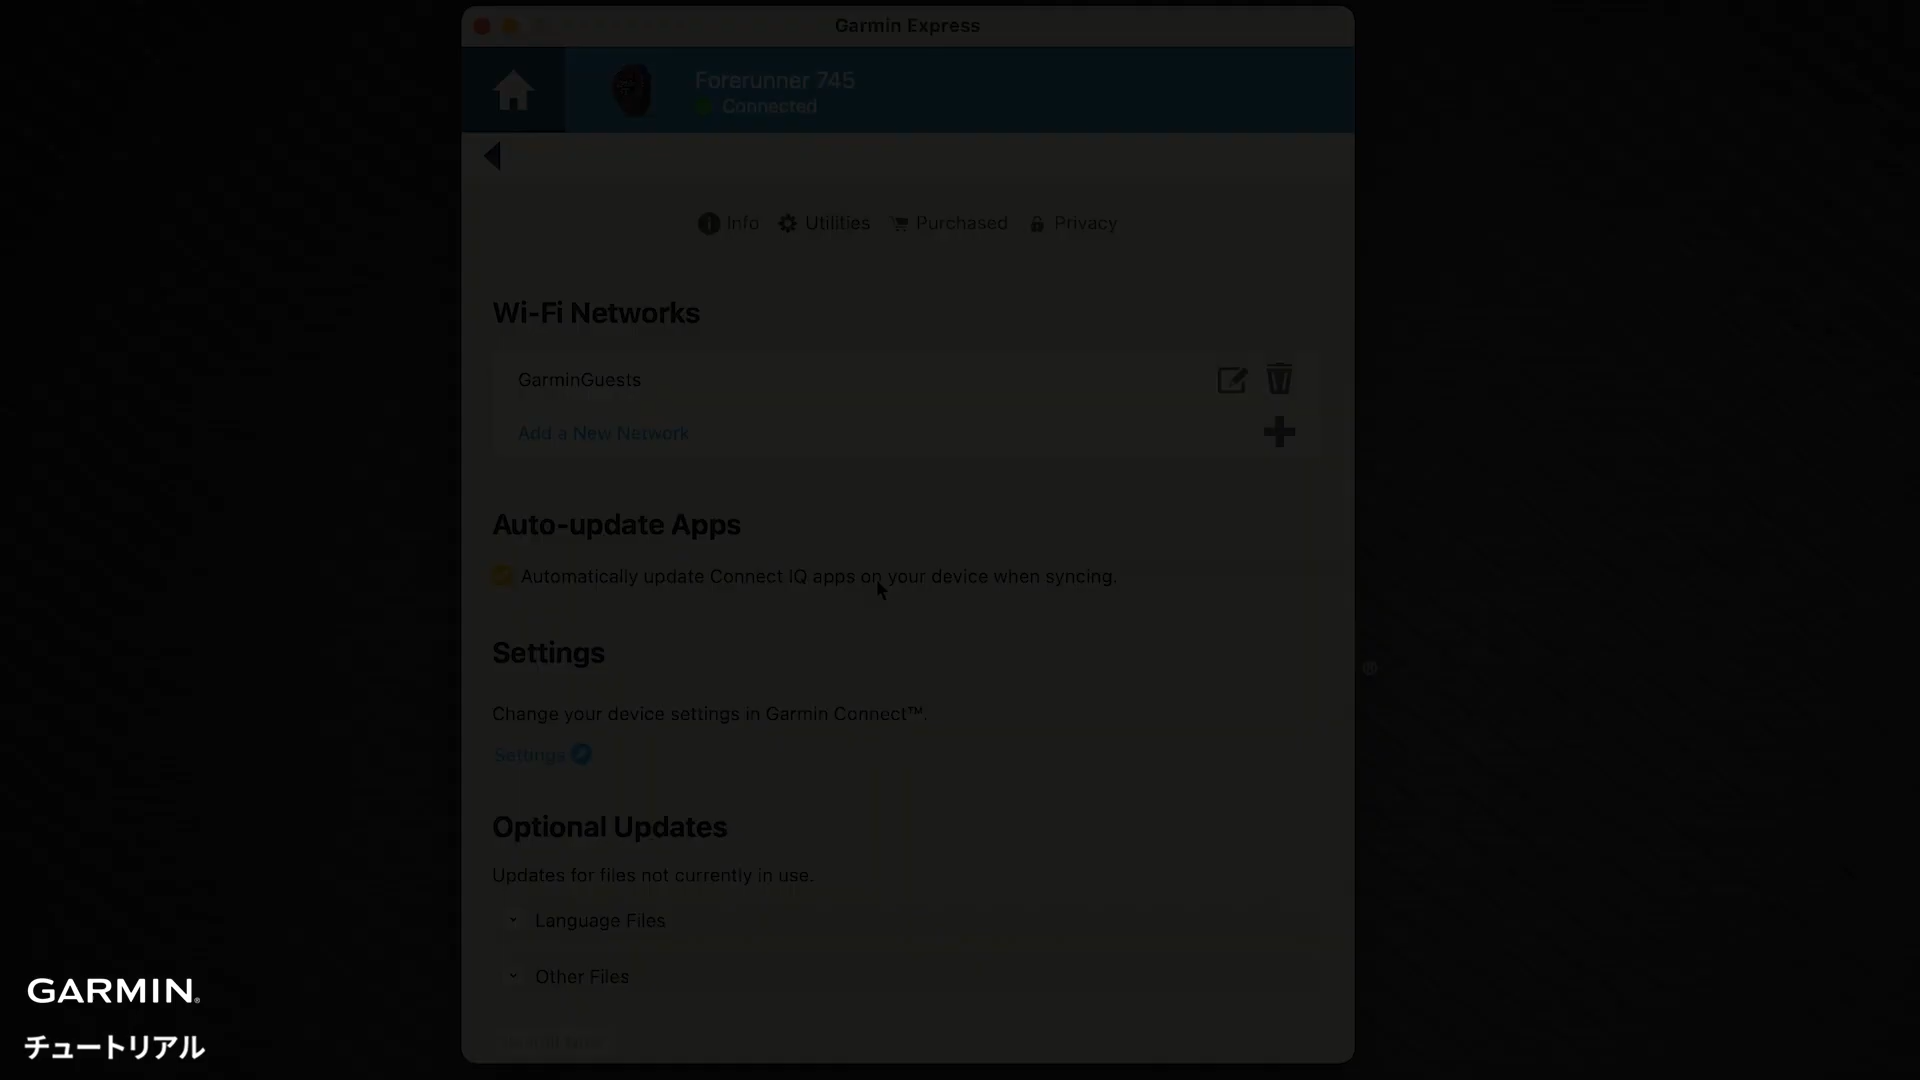 Garmin Express
Forerunner 745
Connected
Info Utilities Purchased Privacy
Wi-Fi Networks
GarminGuests
Add a New Network
Auto-update Apps
Automatically update Connect IQ apps on your device when syncing.
Settings
Change your device settings in Garmin Connect™.
Settings
Optional Updates
Updates for files not currently in use.
Language Files
Other Files
GARMIN®
チュートリアル